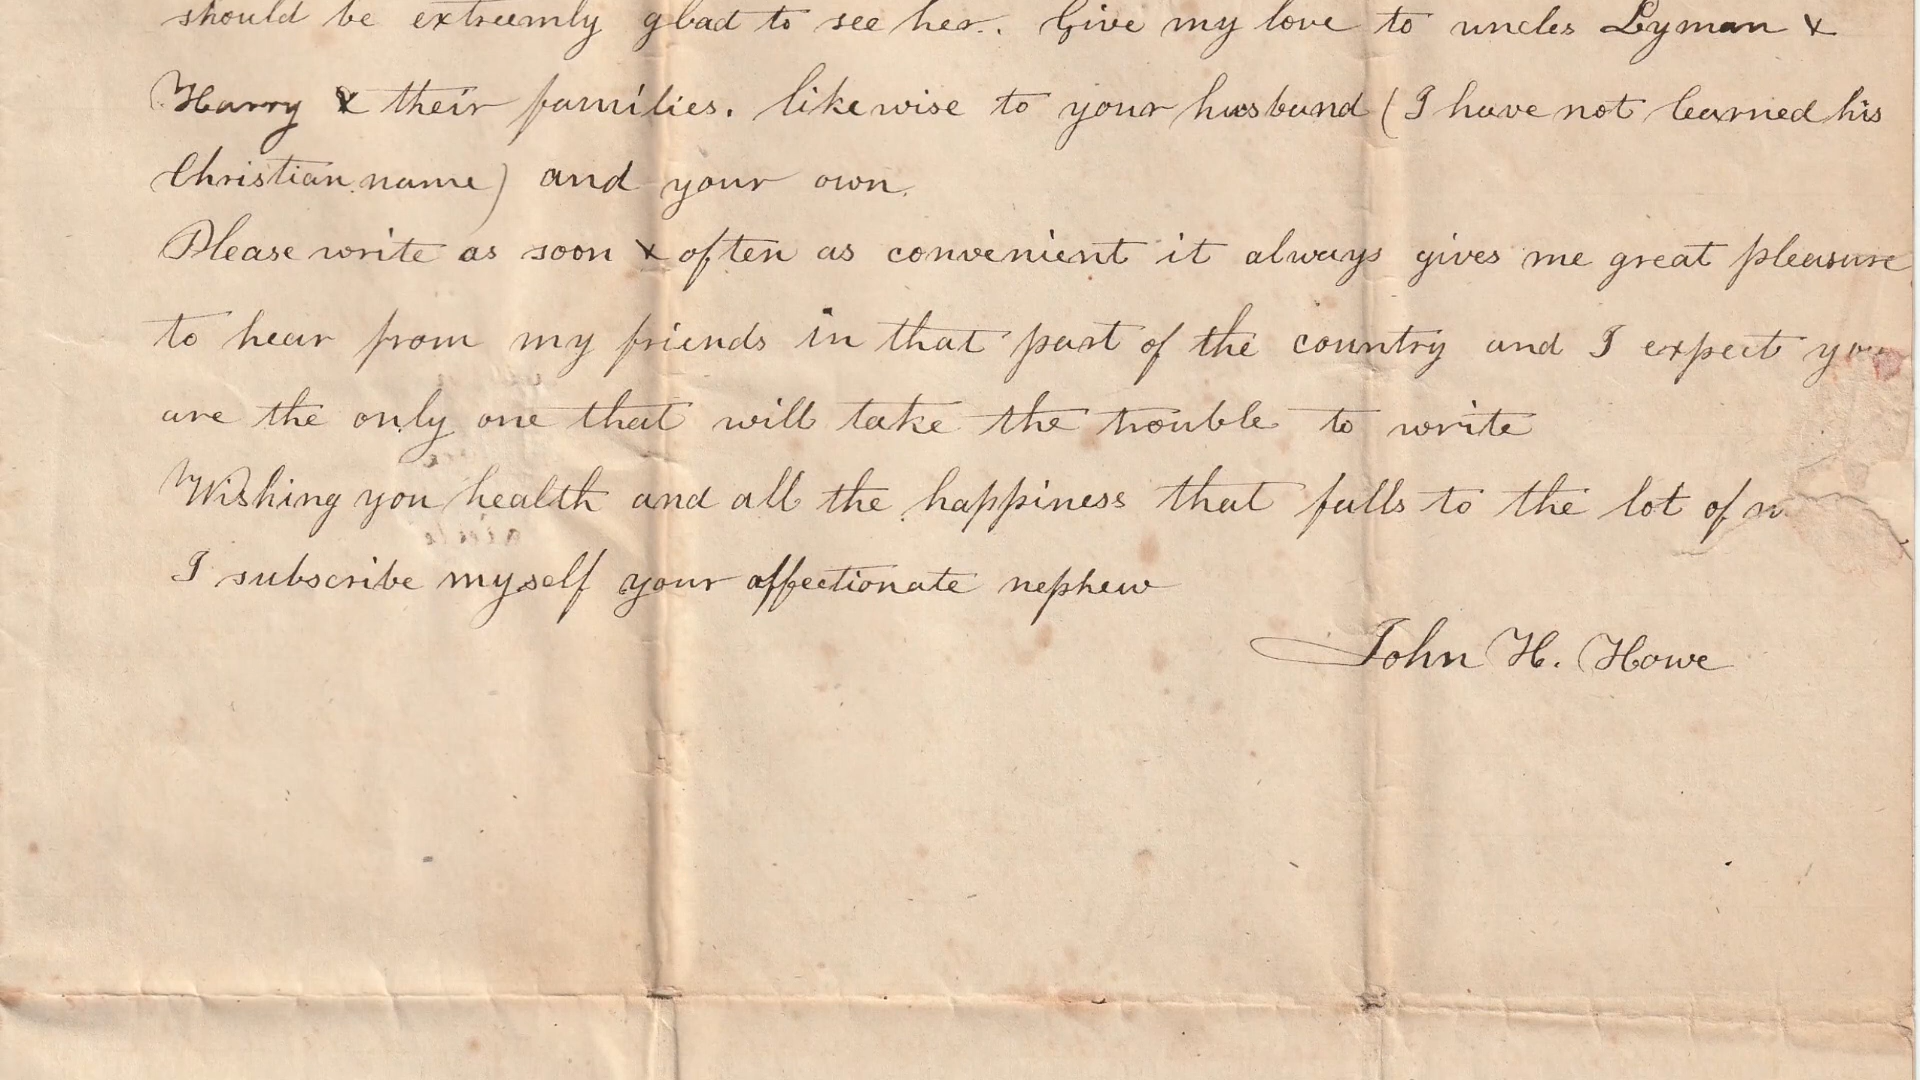 should be extreemly glad to see her. Give my love to uncles Lyman &
Harry & their families. likewise to your husband (I have not learned his
Christian name) and your own.
Please write as soon & often as convenient it always gives me great pleasure
to hear from my friends in that part of the country and I expect you
are the only one that will take the trouble to write
Wishing you health and all the happiness that falls to the lot of
I subscribe myself your affectionate nephew
John H. Howe